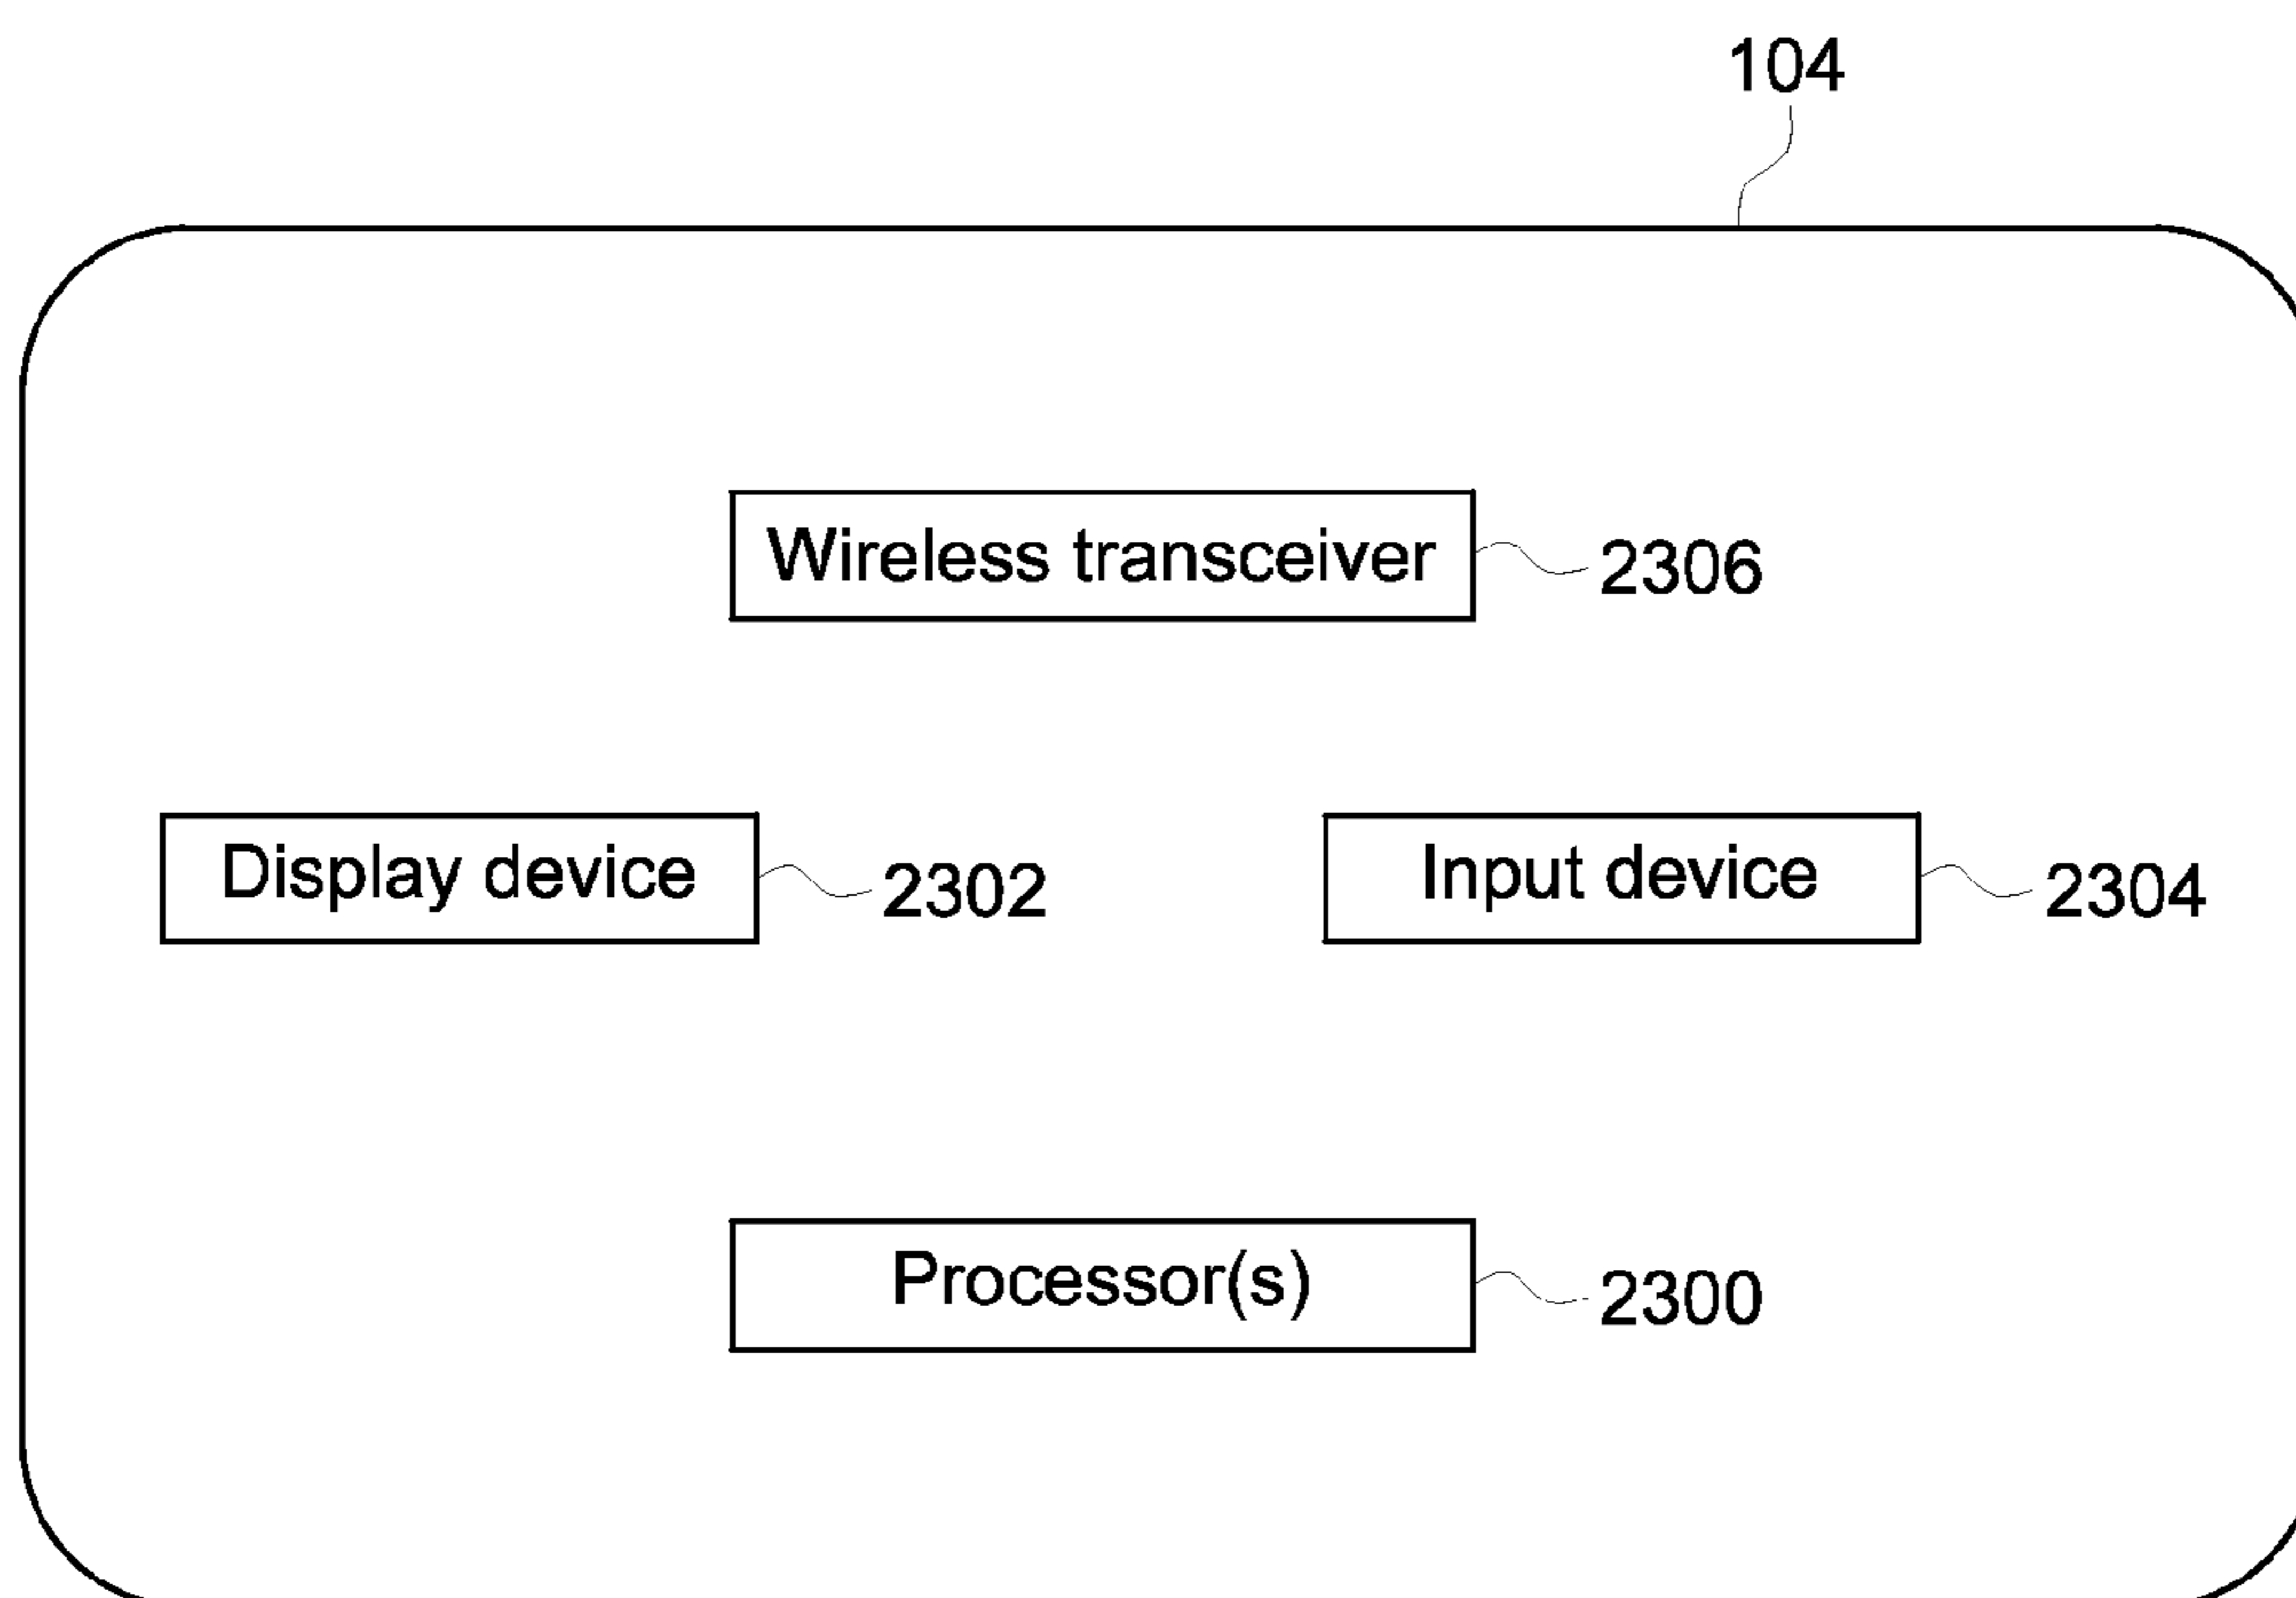 104
Wireless transceiver 2306
Display device 2302 Input device 2304
Processor(s) 2300